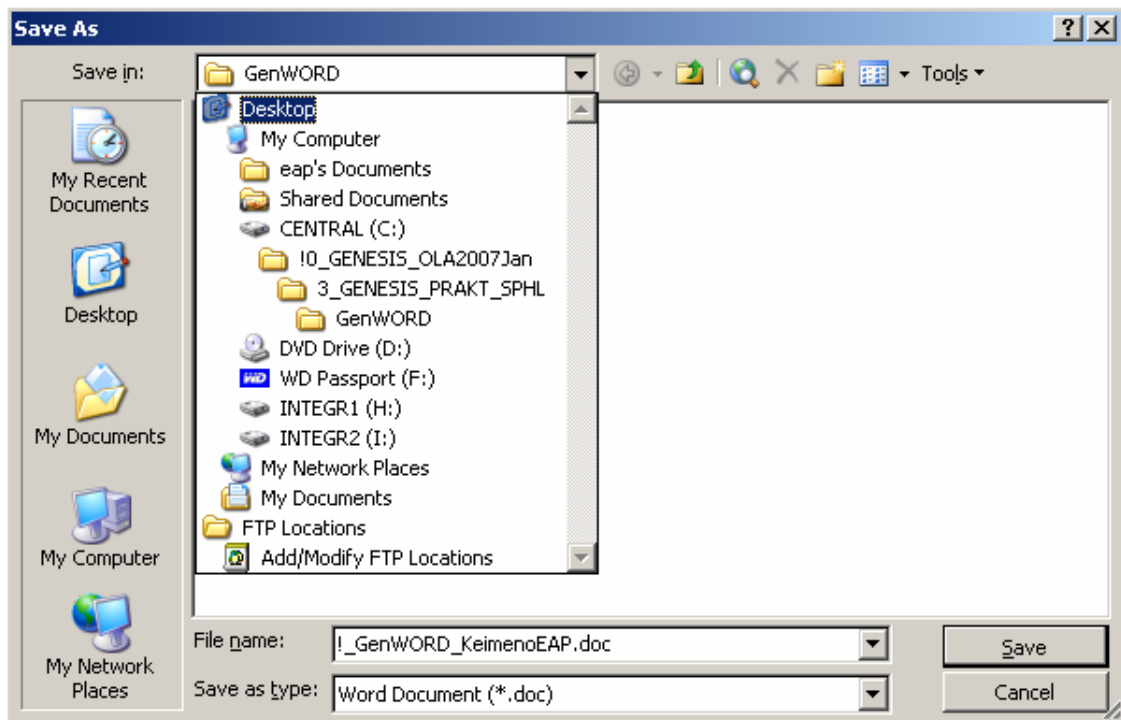 Save As
Save in:
GenWORD
Tools
Desktop
My Computer
eap's Documents
Shared Documents
CENTRAL (C:)
!0_GENESIS_OLA2007Jan
3_GENESIS_PRAKT_SPHL
GenWORD
DVD Drive (D:)
WD WD Passport (F:)
INTEGR1 (H:)
INTEGR2 (I:)
My Network Places
My Documents
FTP Locations
Add/Modify FTP Locations
My Recent
Documents
Desktop
My Documents
My Computer
My Network
Places
File name:
!_GenWORD_KeimenoEAP.doc
Save
Save as type:
Word Document (*.doc)
Cancel